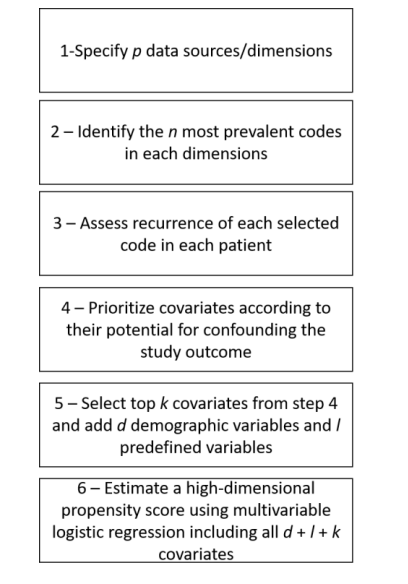 1-Specify p data sources/dimensions
2 – Identify the n most prevalent codes
in each dimensions
3 – Assess recurrence of each selected
code in each patient
4 – Prioritize covariates according to
their potential for confounding the
study outcome
5 – Select top k covariates from step 4
and add d demographic variables and l
predefined variables
6 – Estimate a high-dimensional
propensity score using multivariable
logistic regression including all d + l + k
covariates